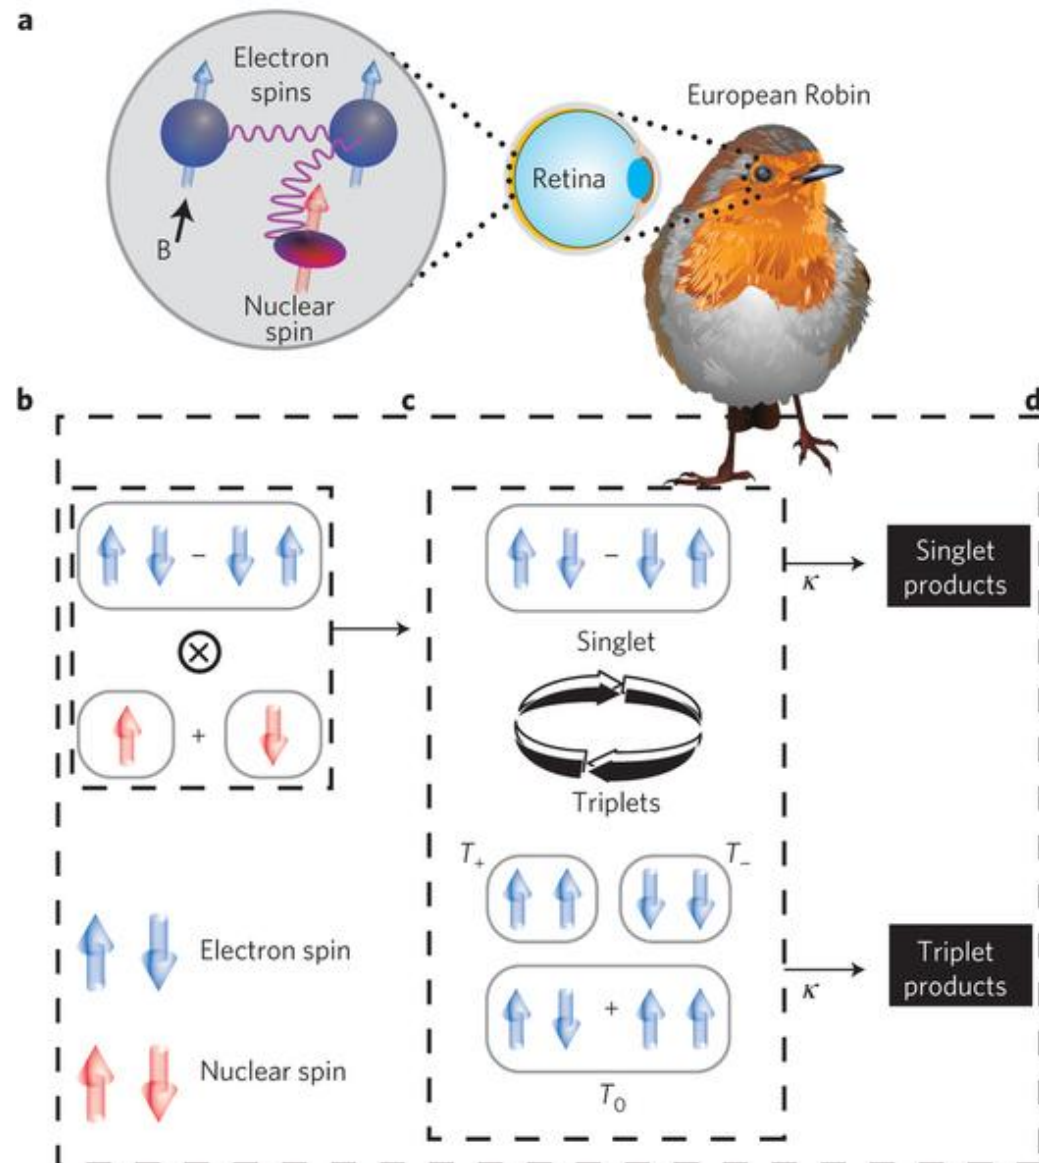 a
Electron
spins
B
Nuclear
spin
Retina
European Robin
b
c
d
–
⊗
+
Electron spin
Nuclear spin
–
Singlet
Triplets
T+
T–
+
T0
κ
Singlet
products
κ
Triplet
products